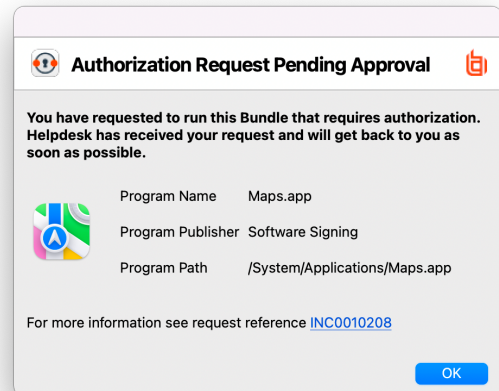 Authorization Request Pending Approval
You have requested to run this Bundle that requires authorization.
Helpdesk has received your request and will get back to you as
soon as possible.
Program Name Maps.app
Program Publisher Software Signing
Program Path /System/Applications/Maps.app
For more information see request reference INC0010208
OK